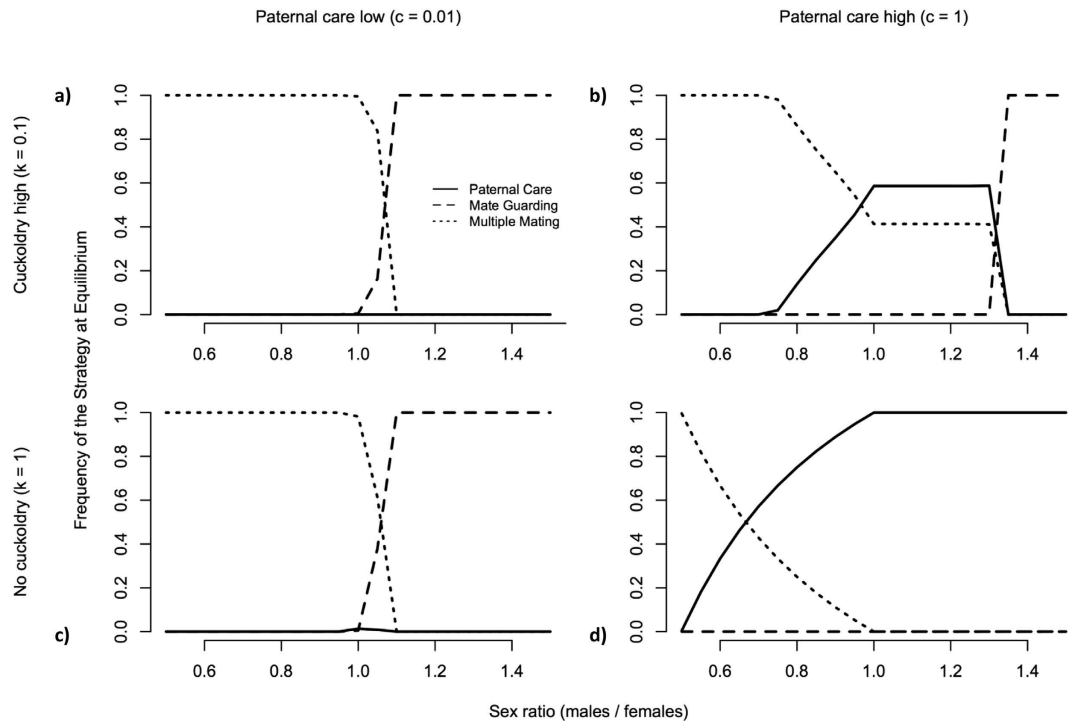 Paternal care low (c = 0.01)
Paternal care high (c = 1)
Cuckoldry high (k = 0.1)
No cuckoldry (k = 1)
Frequency of the Strategy at Equilibrium
a)
1.0
0.8
0.6
0.4
0.2
0.0
0.6 0.8 1.0 1.2 1.4
Paternal Care
Mate Guarding
Multiple Mating
b)
1.0
0.8
0.6
0.4
0.2
0.0
0.6 0.8 1.0 1.2 1.4
c)
1.0
0.8
0.6
0.4
0.2
0.0
0.6 0.8 1.0 1.2 1.4
d)
1.0
0.8
0.6
0.4
0.2
0.0
0.6 0.8 1.0 1.2 1.4
Sex ratio (males / females)